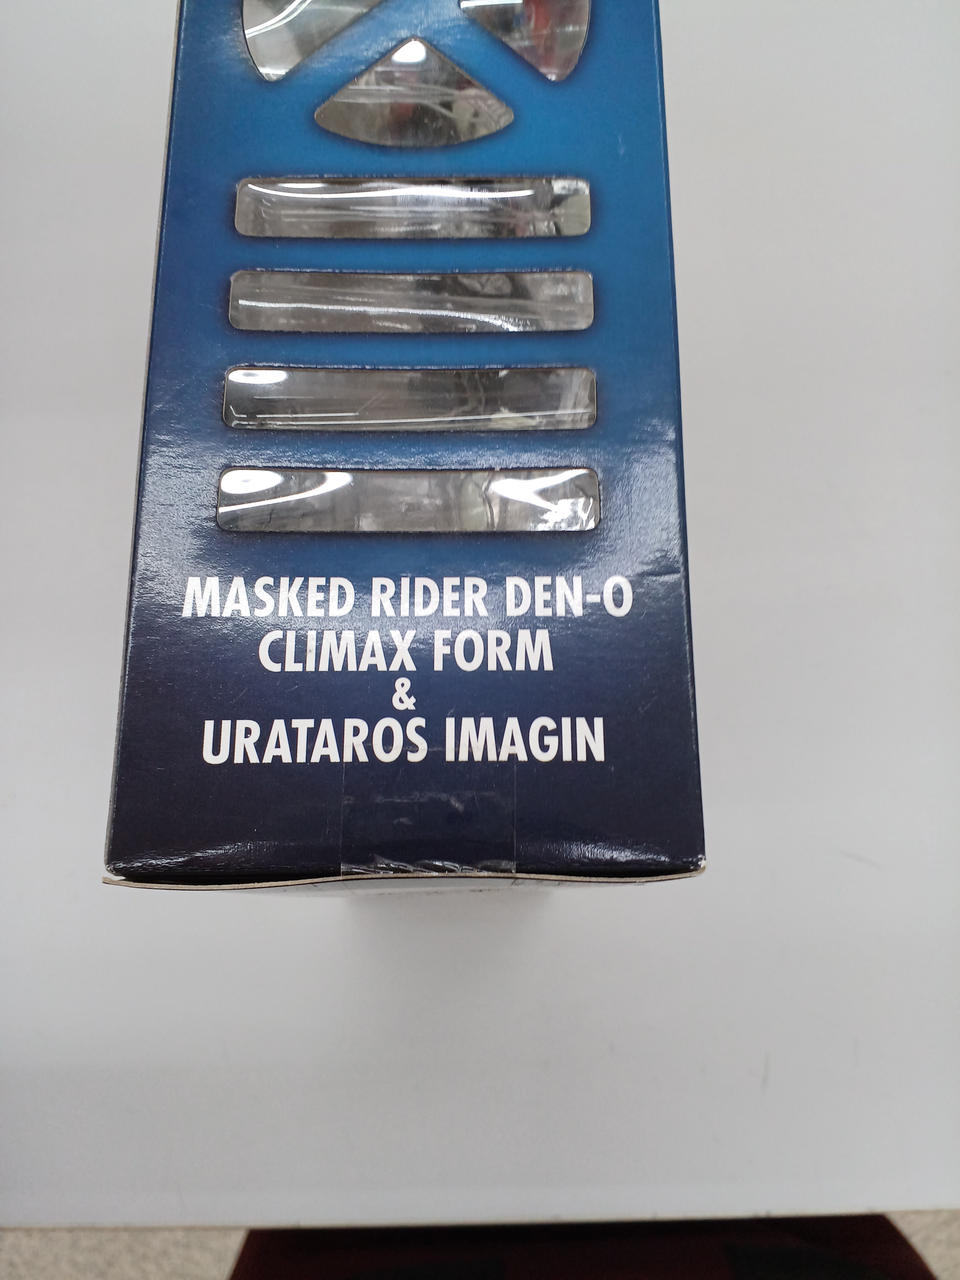 MASKED RIDER DEN-O
CLIMAX FORM
&
URATAROS IMAGIN